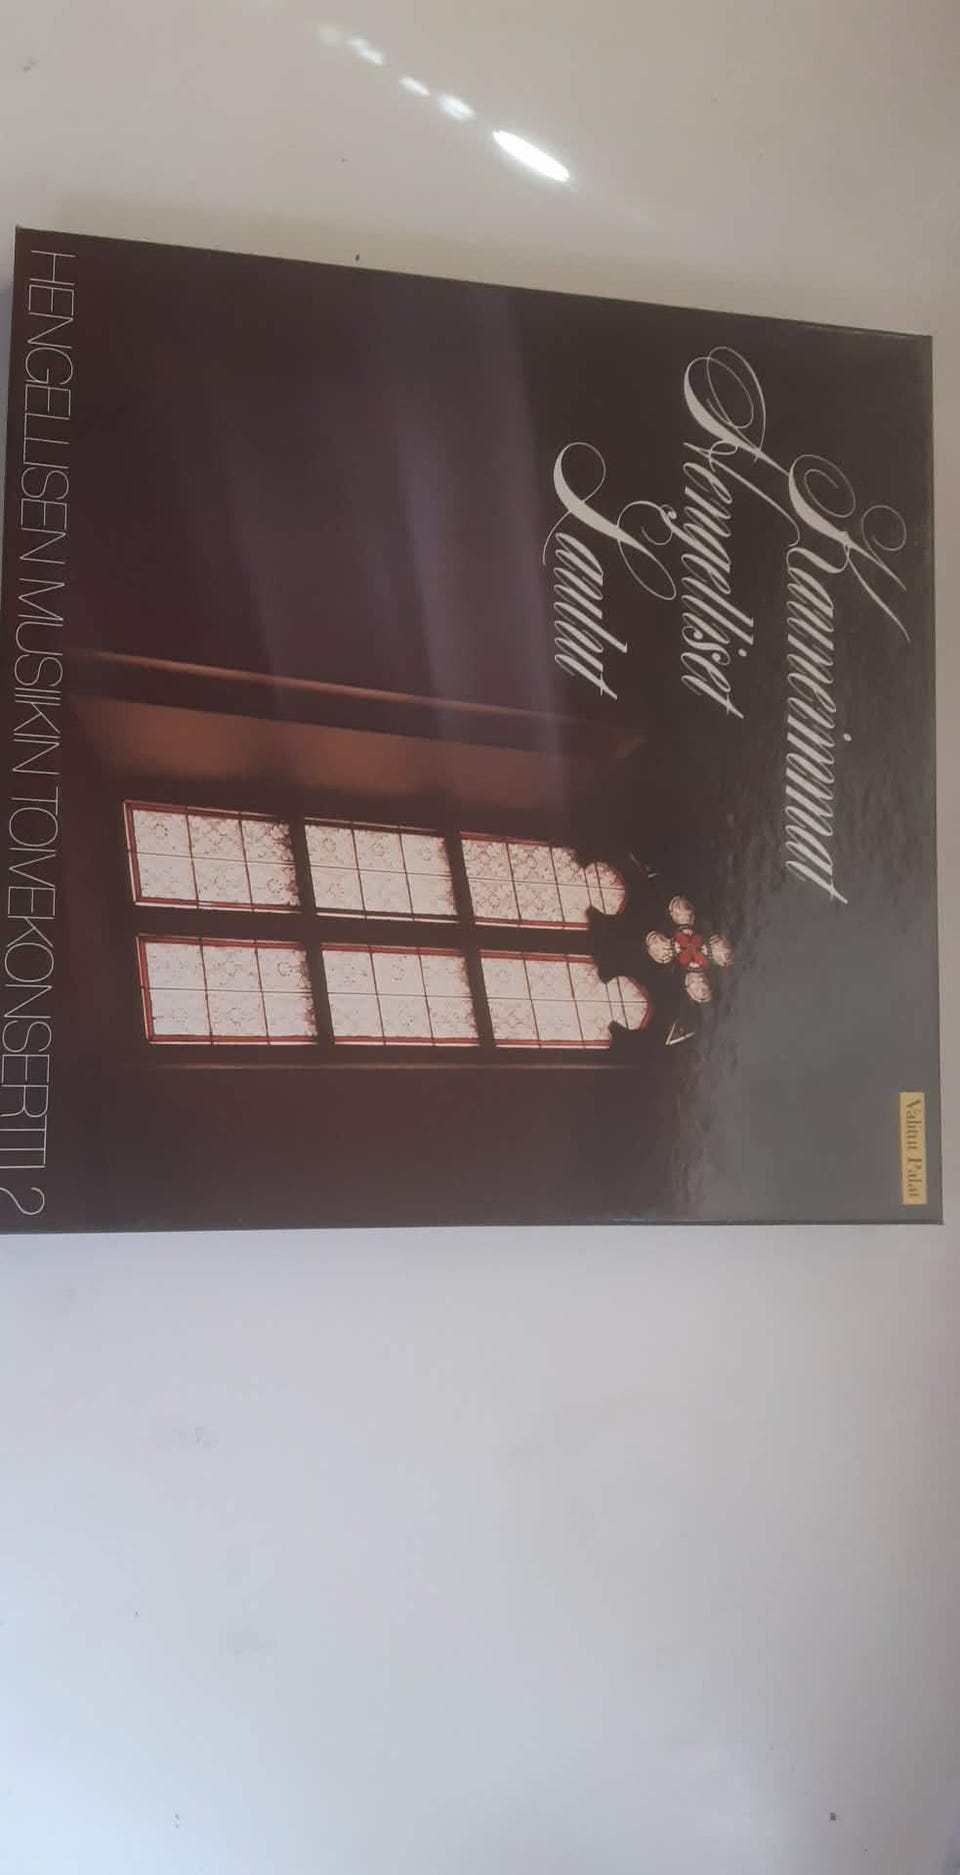 Valitut Palat
Kauneimmat
Hengelliset
Laulut
HENGELLISEN MUSIIKIN TOIVEKONSERTTI 2